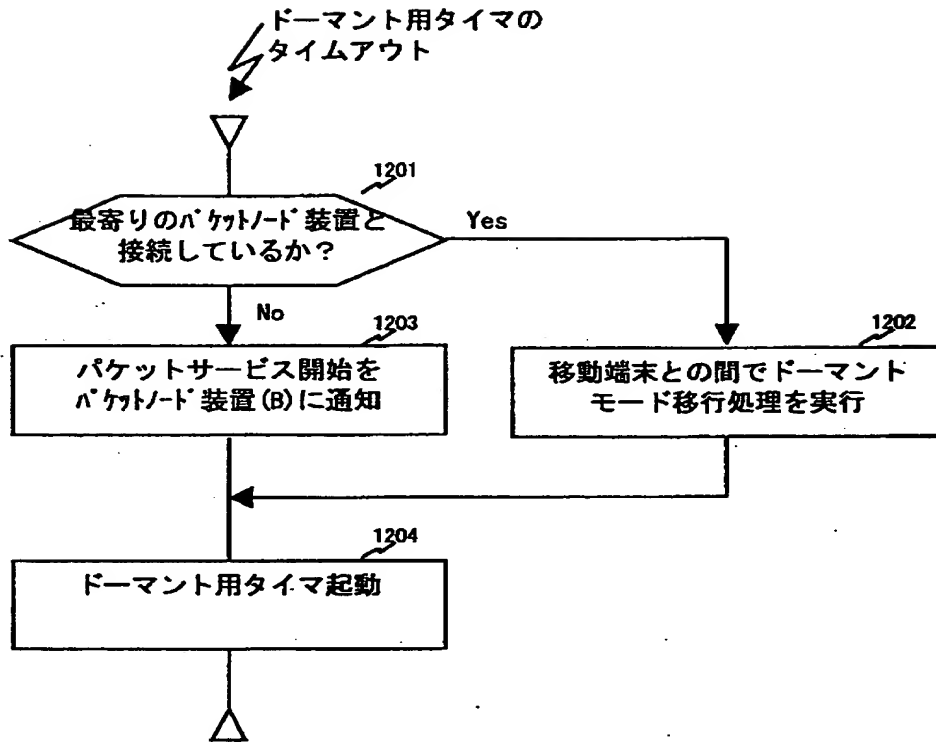 ドーマント用タイマの
タイムアウト
1201
最寄りのパケットノード装置と
接続しているか？
Yes
No
1203
パケットサービス開始を
パケットノード装置(B)に通知
1202
移動端末との間でドーマント
モード移行処理を実行
1204
ドーマント用タイマ起動